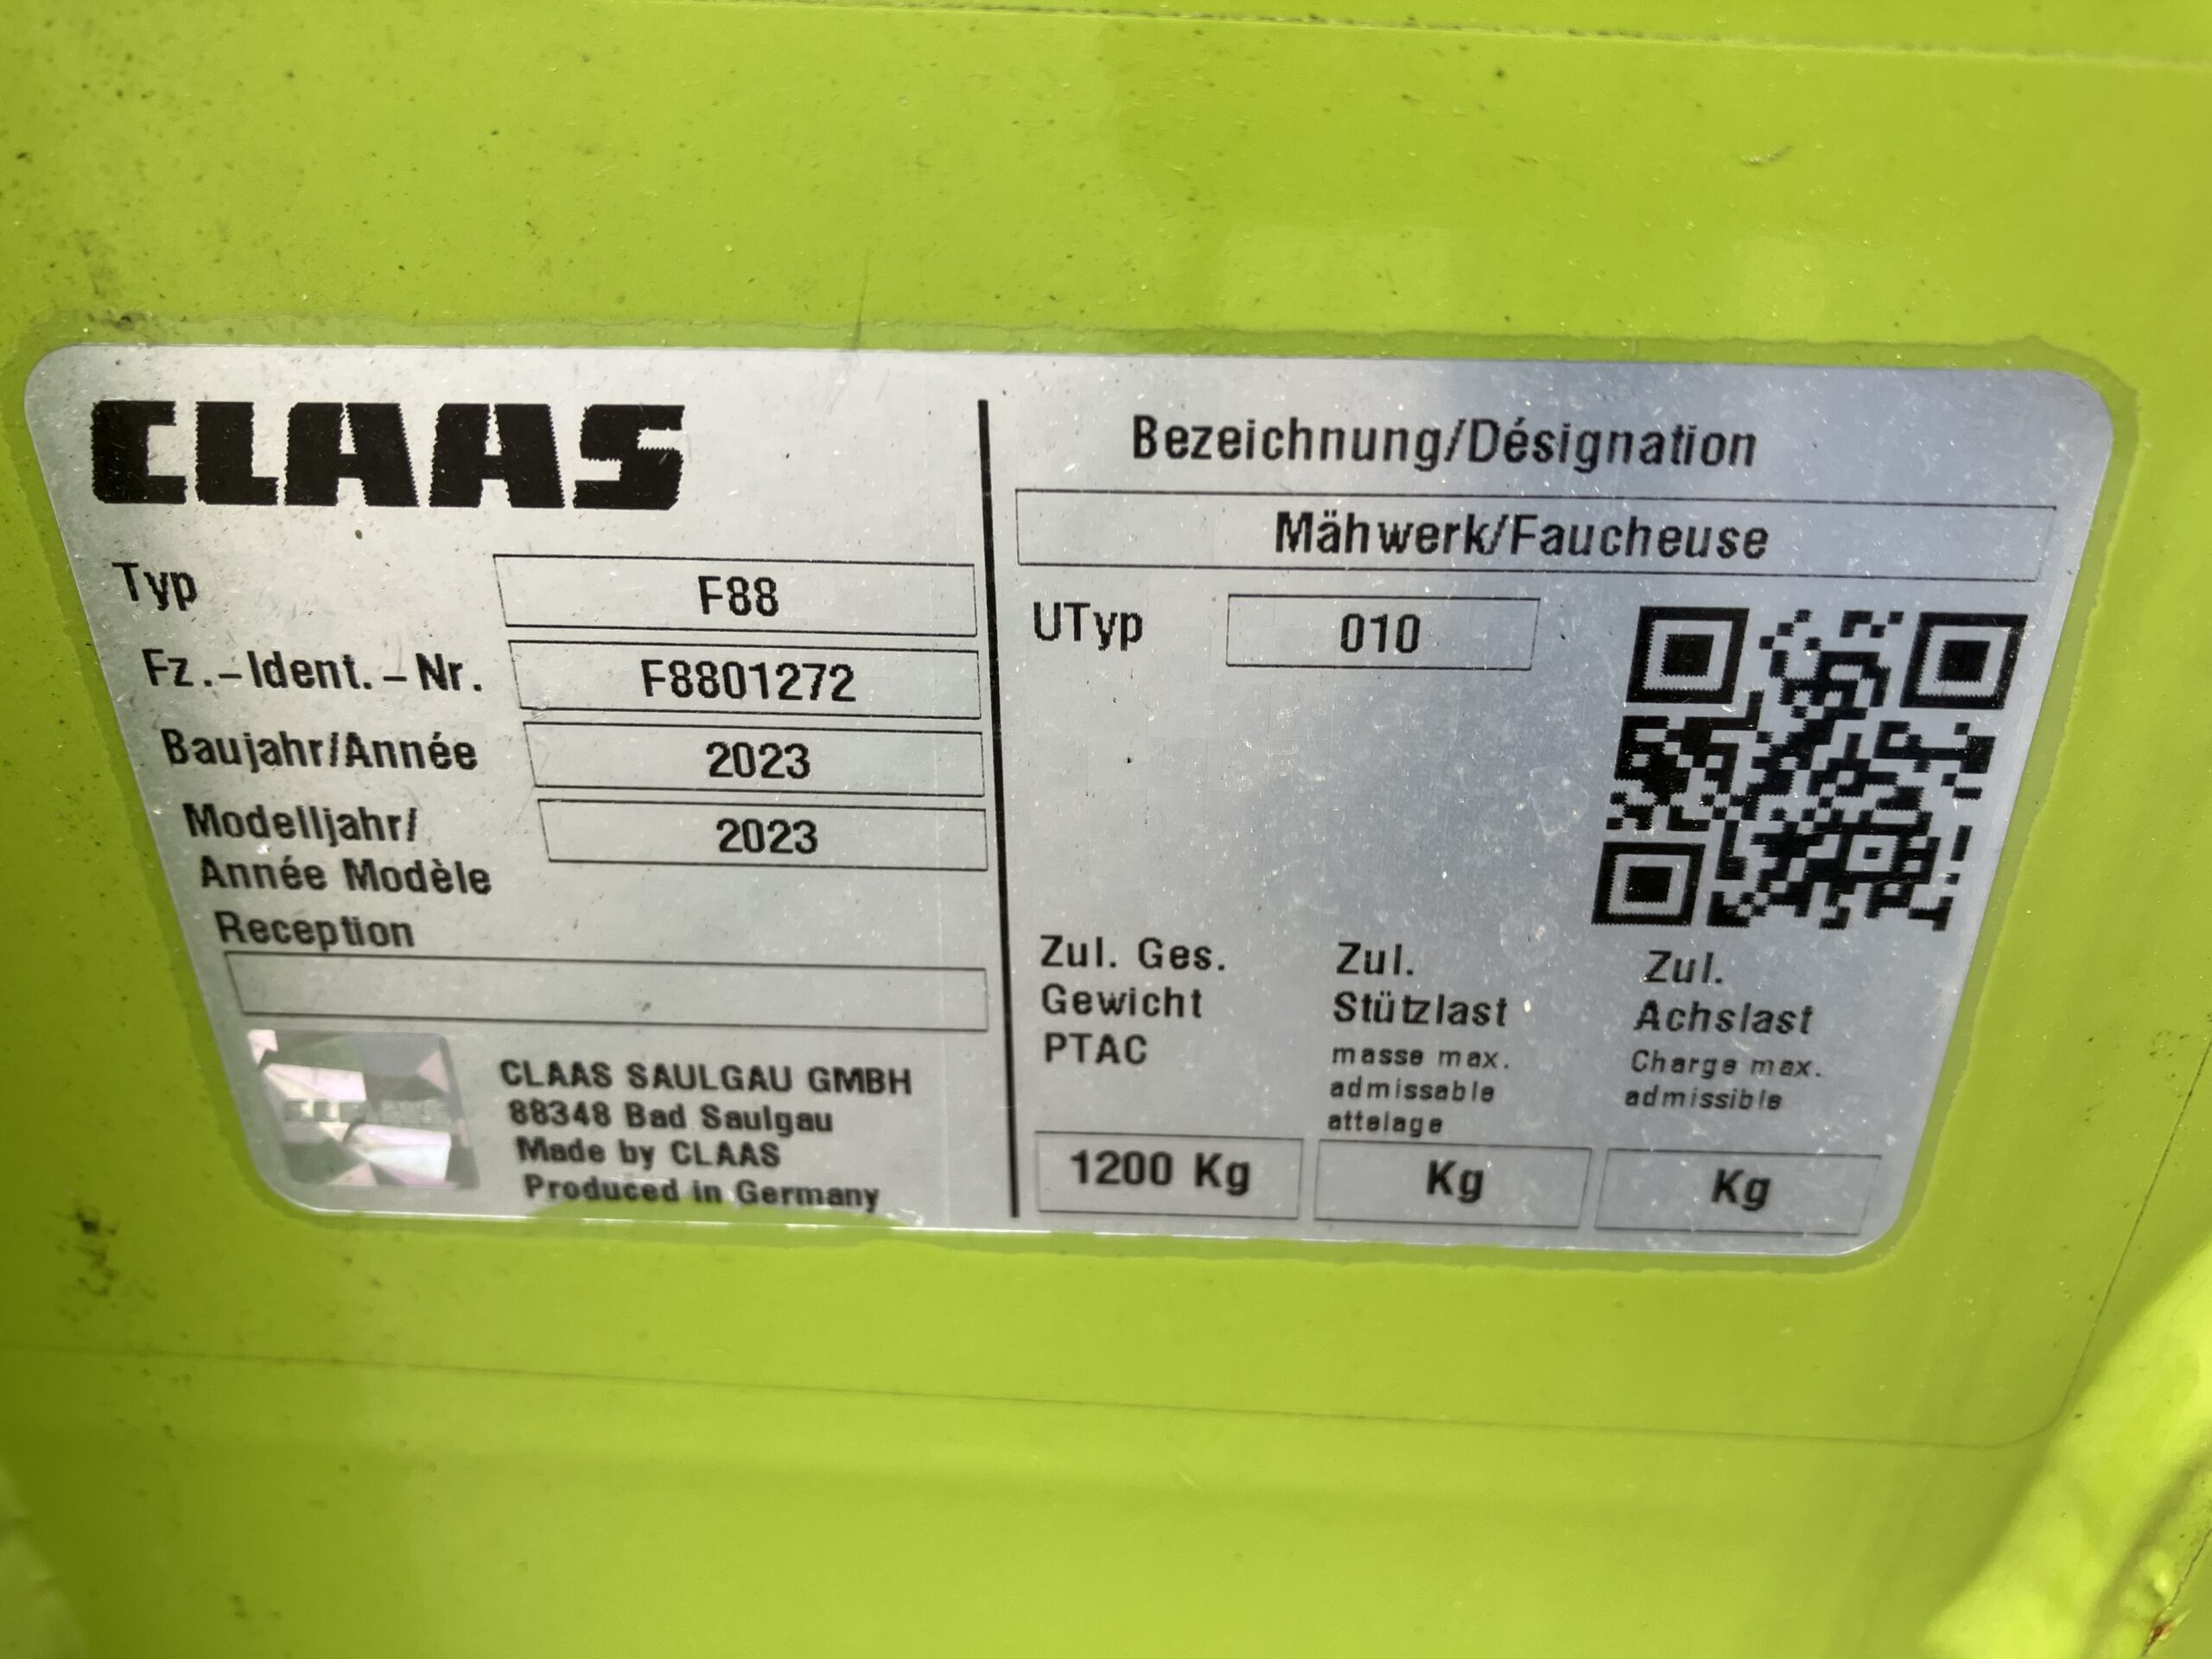 CLAAS
Typ F88
Fz.-Ident.-Nr. F8801272
Baujahr/Année 2023
Modelljahr/ 2023
Année Modèle
Reception
CLAAS SAULGAU GMBH
88348 Bad Saulgau
Made by CLAAS
Produced in Germany
Bezeichnung/Désignation
Mähwerk/Faucheuse
UTyp 010
Zul. Ges.
Gewicht
PTAC
1200 Kg
Zul.
Stützlast
masse max.
admissable
attelage
Kg
Zul.
Achslast
Charge max.
admissible
Kg